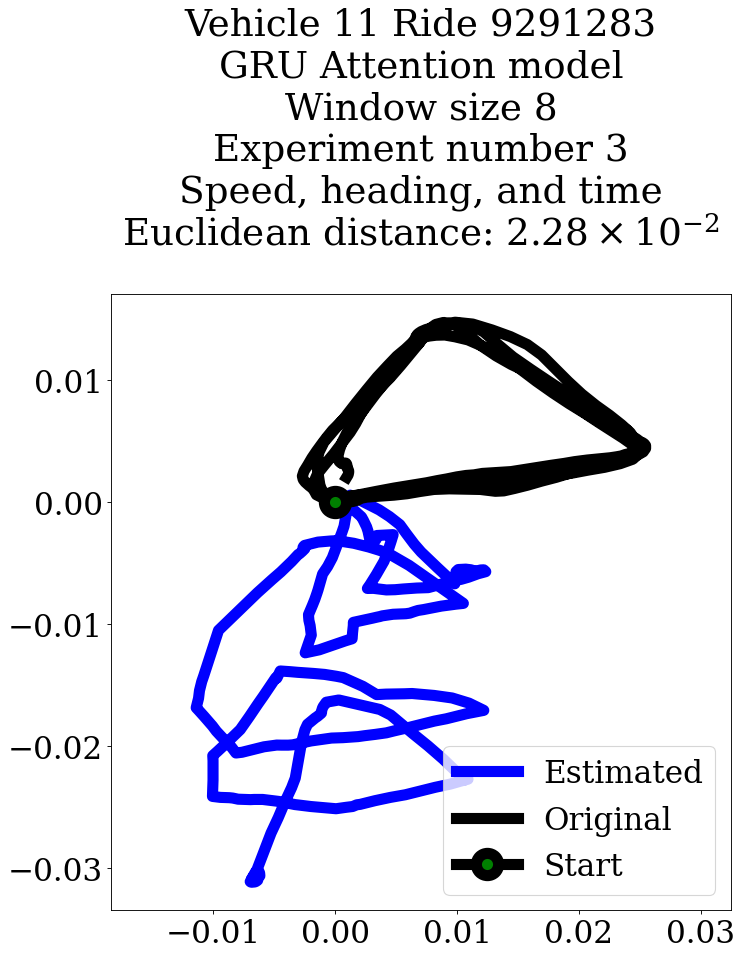 Vehicle 11 Ride 9291283
GRU Attention model
Window size 8
Experiment number 3
Speed, heading, and time
Euclidean distance: 2.28 × 10⁻²
0.01
0.00
−0.01
−0.02
−0.03
Estimated
Original
Start
−0.01 0.00 0.01 0.02 0.03